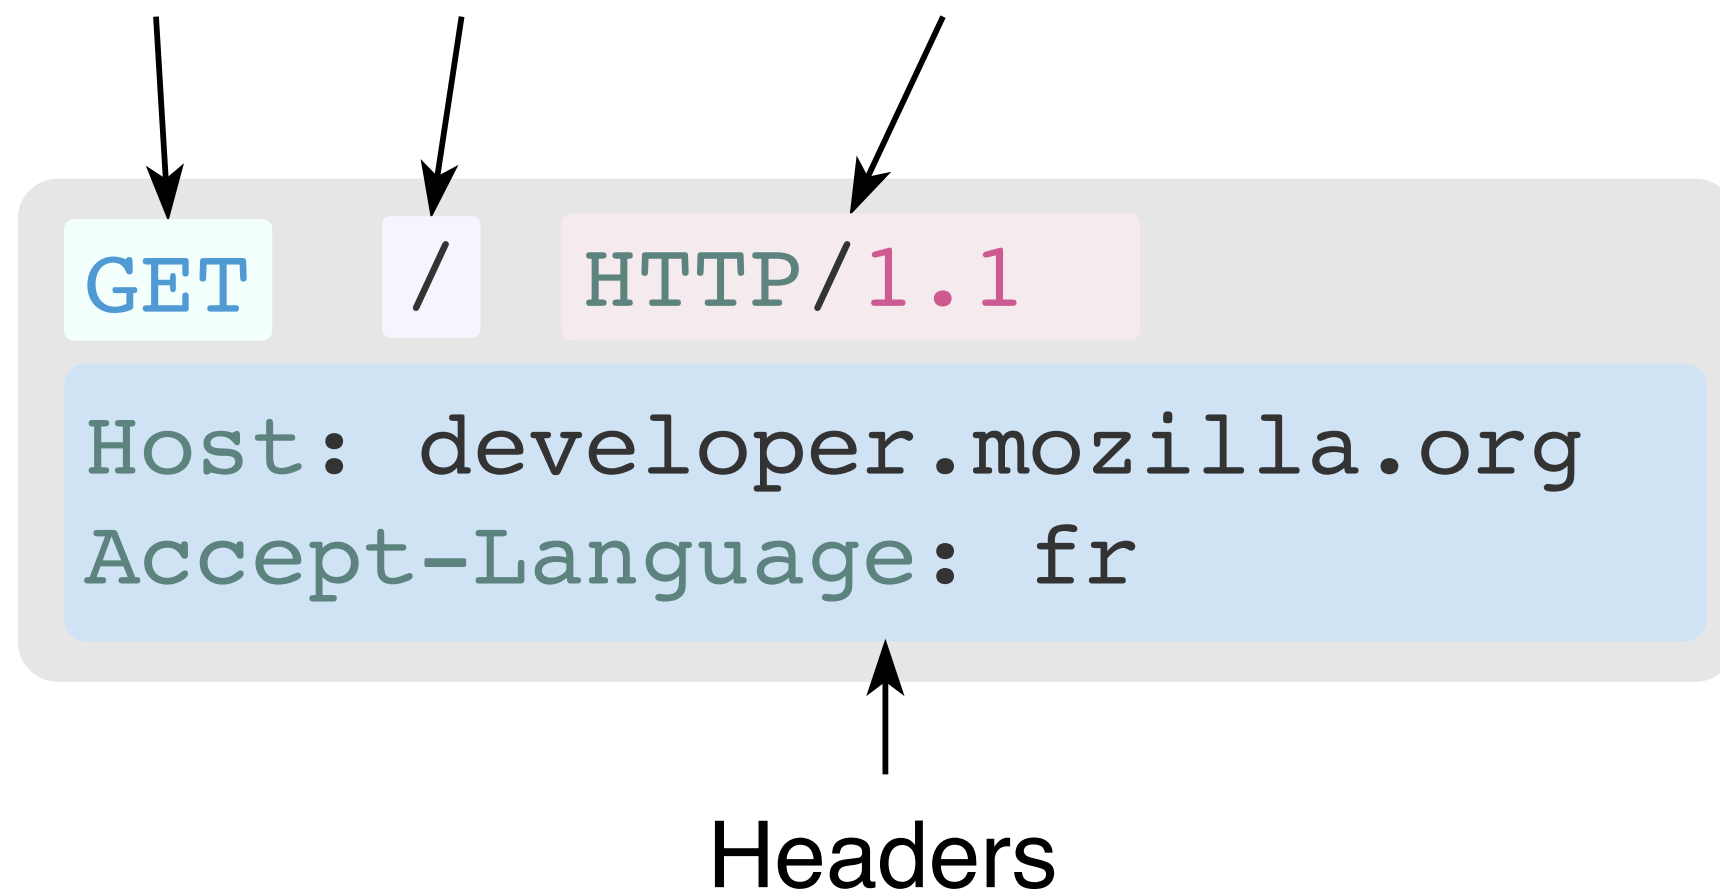 GET / HTTP/1.1
Host: developer.mozilla.org
Accept-Language: fr
Headers